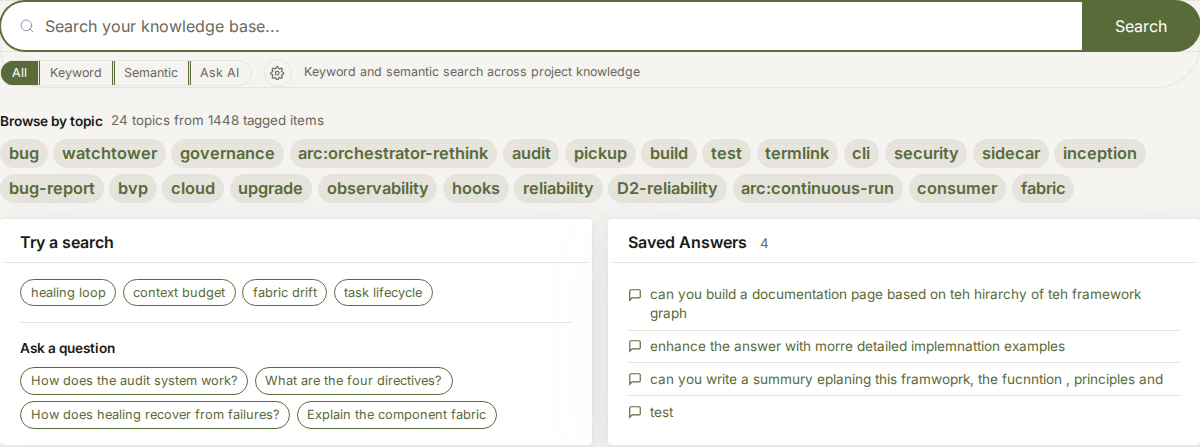 Search your knowledge base... Search
All Keyword Semantic Ask AI Keyword and semantic search across project knowledge
Browse by topic 24 topics from 1448 tagged items
bug watchtower governance arc:orchestrator-rethink audit pickup build test termlink cli security sidecar inception
bug-report bvp cloud upgrade observability hooks reliability D2-reliability arc:continuous-run consumer fabric
Try a search
healing loop context budget fabric drift task lifecycle
Ask a question
How does the audit system work? What are the four directives?
How does healing recover from failures? Explain the component fabric
Saved Answers 4
can you build a documentation page based on teh hirarchy of teh framework
graph
enhance the answer with morre detailed implemnattion examples
can you write a summury eplaning this framwoprk, the fucnntion , principles and
test